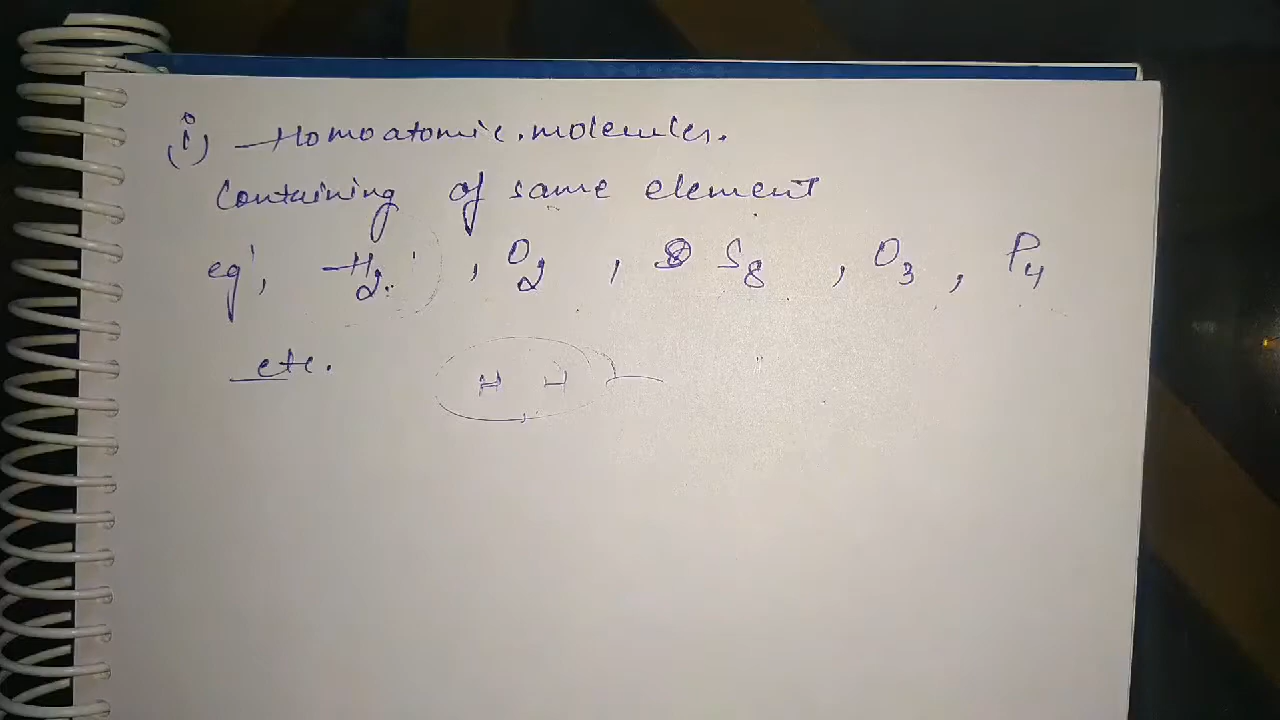 (i) Homoatomic molecules.
Containing of same element
eg', H2, O2, S8, O3, P4
etc.
H H